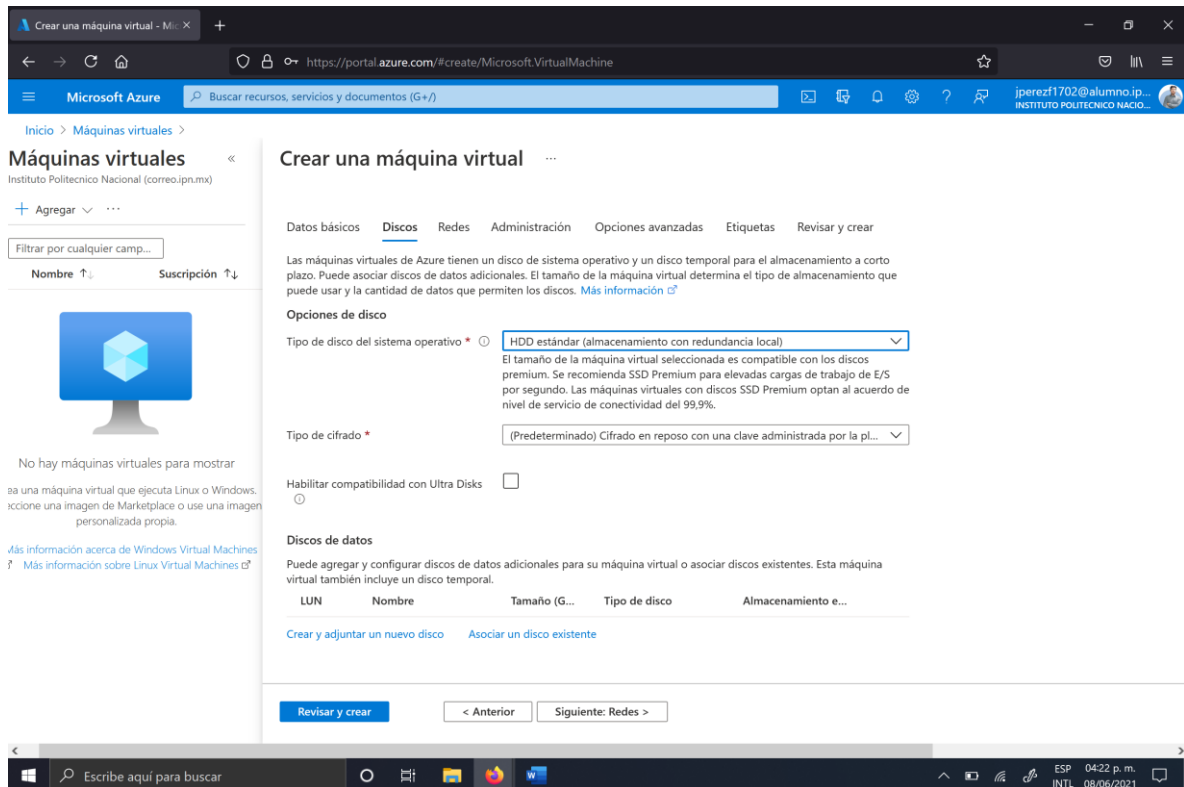 Crear una máquina virtual - Mic
https://portal.azure.com/#create/Microsoft.VirtualMachine
Microsoft Azure
Buscar recursos, servicios y documentos (G+/)
jperezf1702@alumno.ip...
INSTITUTO POLITECNICO NACIO...
Inicio > Máquinas virtuales >
Máquinas virtuales
Instituto Politecnico Nacional (correo.ipn.mx)
+ Agregar
Filtrar por cualquier camp...
Nombre ↑↓ Suscripción ↑↓
No hay máquinas virtuales para mostrar
ea una máquina virtual que ejecuta Linux o Windows.
eccione una imagen de Marketplace o use una imagen
personalizada propia.
Más información acerca de Windows Virtual Machines
Más información sobre Linux Virtual Machines
Crear una máquina virtual ...
Datos básicos Discos Redes Administración Opciones avanzadas Etiquetas Revisar y crear
Las máquinas virtuales de Azure tienen un disco de sistema operativo y un disco temporal para el almacenamiento a corto
plazo. Puede asociar discos de datos adicionales. El tamaño de la máquina virtual determina el tipo de almacenamiento que
puede usar y la cantidad de datos que permiten los discos. Más información
Opciones de disco
Tipo de disco del sistema operativo * HDD estándar (almacenamiento con redundancia local)
El tamaño de la máquina virtual seleccionada es compatible con los discos
premium. Se recomienda SSD Premium para elevadas cargas de trabajo de E/S
por segundo. Las máquinas virtuales con discos SSD Premium optan al acuerdo de
nivel de servicio de conectividad del 99,9%.
Tipo de cifrado * (Predeterminado) Cifrado en reposo con una clave administrada por la pl...
Habilitar compatibilidad con Ultra Disks
Discos de datos
Puede agregar y configurar discos de datos adicionales para su máquina virtual o asociar discos existentes. Esta máquina
virtual también incluye un disco temporal.
LUN Nombre Tamaño (G... Tipo de disco Almacenamiento e...
Crear y adjuntar un nuevo disco Asociar un disco existente
Revisar y crear < Anterior Siguiente: Redes >
Escribe aquí para buscar
ESP 04:22 p. m.
INTL 08/06/2021